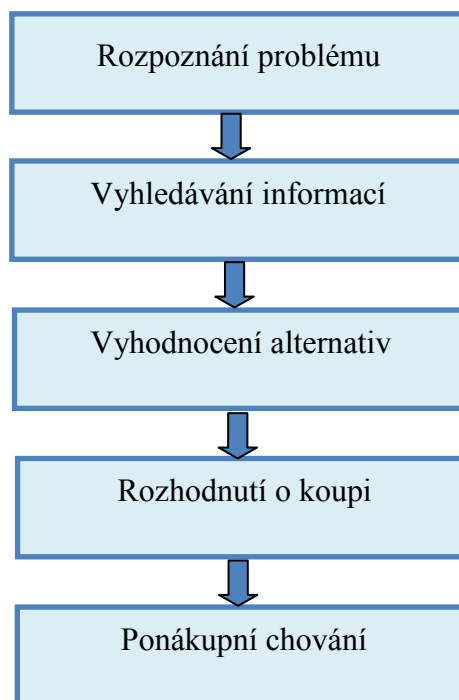 Rozpoznání problému
Vyhledávání informací
Vyhodnocení alternativ
Rozhodnutí o koupi
Ponákupní chování